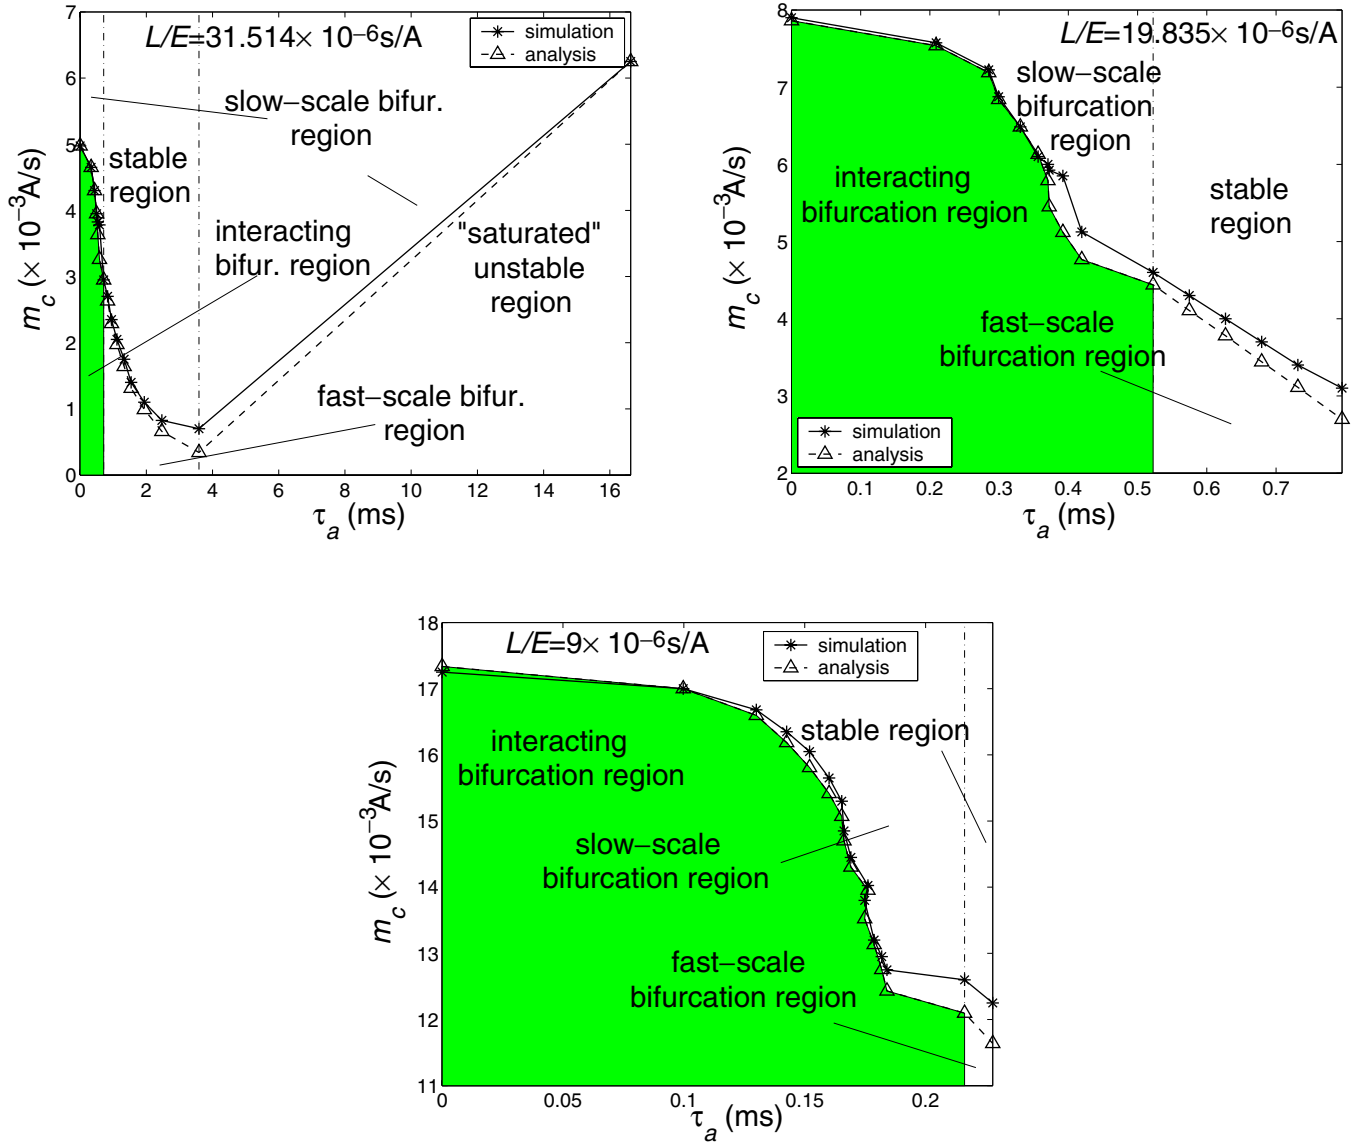 L/E=31.514× 10−6s/A
simulation
analysis
slow−scale bifur.
region
stable
region
interacting
bifur. region
"saturated"
unstable
region
fast−scale bifur.
region
m_c (× 10−3A/s)
7
6
5
4
3
2
1
0
0 2 4 6 8 10 12 14 16
τ_a (ms)
L/E=19.835× 10−6s/A
slow−scale
bifurcation
region
interacting
bifurcation region
stable
region
fast−scale
bifurcation region
simulation
analysis
m_c (× 10−3A/s)
8
7
6
5
4
3
2
0 0.1 0.2 0.3 0.4 0.5 0.6 0.7
τ_a (ms)
L/E=9× 10−6s/A
simulation
analysis
stable region
interacting
bifurcation region
slow−scale
bifurcation region
fast−scale
bifurcation region
m_c (× 10−3A/s)
18
17
16
15
14
13
12
11
0 0.05 0.1 0.15 0.2
τ_a (ms)